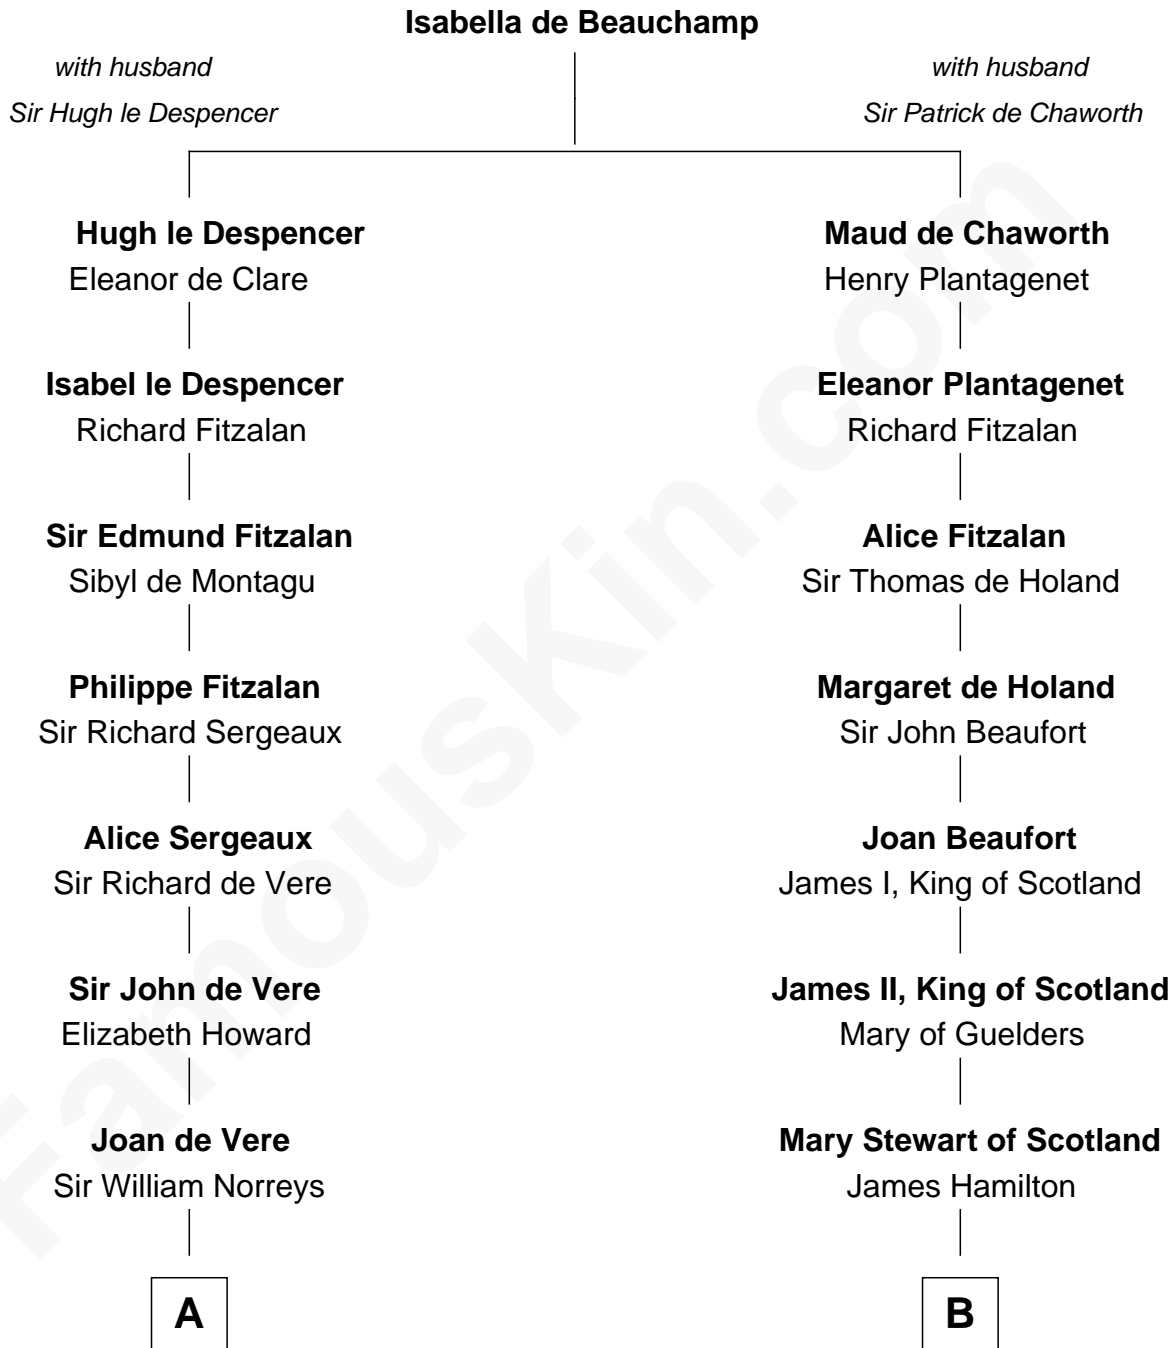 Isabella de Beauchamp
with husband
Sir Hugh le Despencer
with husband
Sir Patrick de Chaworth
Hugh le Despencer
Eleanor de Clare
Maud de Chaworth
Henry Plantagenet
Isabel le Despencer
Richard Fitzalan
Eleanor Plantagenet
Richard Fitzalan
Sir Edmund Fitzalan
Sibyl de Montagu
Alice Fitzalan
Sir Thomas de Holand
Philippe Fitzalan
Sir Richard Sergeaux
Margaret de Holand
Sir John Beaufort
Alice Sergeaux
Sir Richard de Vere
Joan Beaufort
James I, King of Scotland
Sir John de Vere
Elizabeth Howard
James II, King of Scotland
Mary of Guelders
Joan de Vere
Sir William Norreys
Mary Stewart of Scotland
James Hamilton
A
B
FamousKin.com